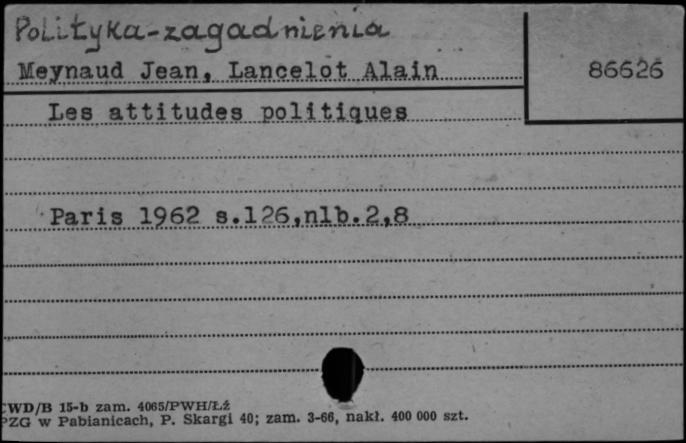 Polityka-zagadnienia
Meynaud Jean, Lancelot Alain
86626
Les attitudes politiques
Paris 1962 s.126,nlb.2,8
WD/B 15-b zam. 4065/PWH/Łź
PZG w Pabianicach, P. Skargi 40; zam. 3-66, nakł. 400 000 szt.